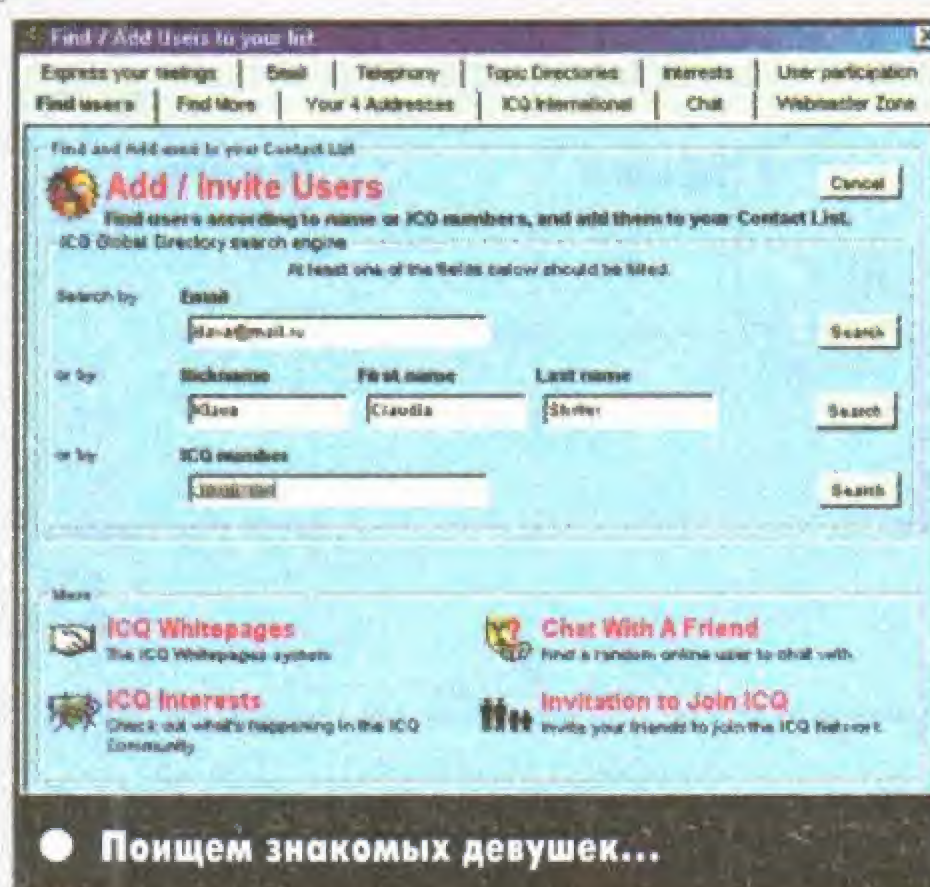 Find / Add Users to your list
Express your feelings | Email | Telephony | Topic Directories | Interests | User participation
Find users | Find More | Your 4 Addresses | ICQ International | Chat | Webmaster Zone
Find and Add users to your Contact List
Add / Invite Users
Cancel
Find users according to name or ICQ numbers, and add them to your Contact List.
ICQ Global Directory search engine
At least one of the fields below should be filled.
Search by Email
@mail.ru Search
or by Nickname First name Last name
Klava Claudia Search
or by ICQ number
Search
More
ICQ Whitepages
The ICQ Whitepages system
Chat With A Friend
Find a random online user to chat with.
ICQ Interests
Check out what's happening in the ICQ Community
Invitation to Join ICQ
Invite your friends to join the ICQ Network.
Поищем знакомых девушек...